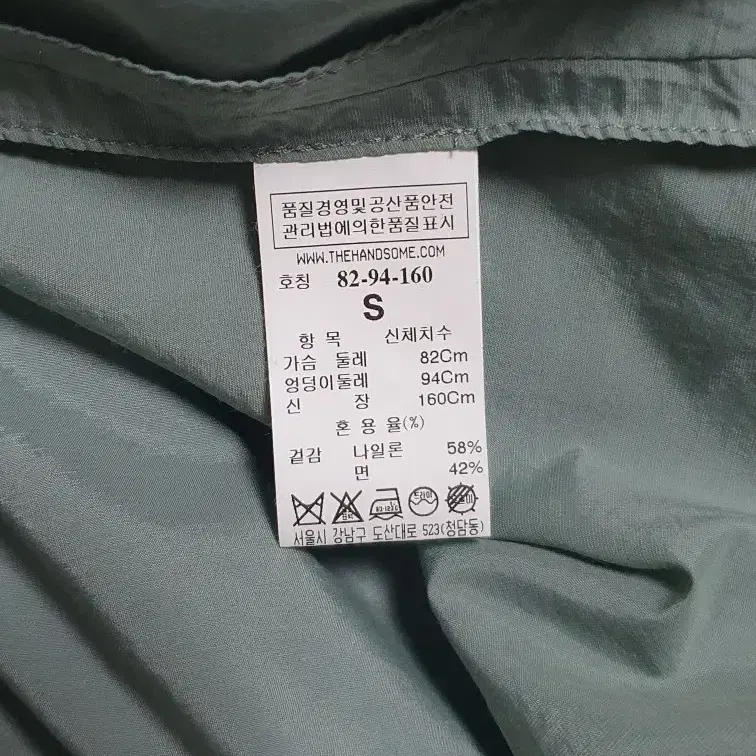 품질경영및공산품안전
관리법에의한품질표시
WWW.THEHANDSOME.COM
호칭 82-94-160
S
항 목 신체치수
가슴 둘레 82Cm
엉덩이둘레 94Cm
신 장 160Cm
혼 용 율(%)
겉감 나일론 58%
면 42%
드라이
서울시 강남구 도산대로 523(청담동)